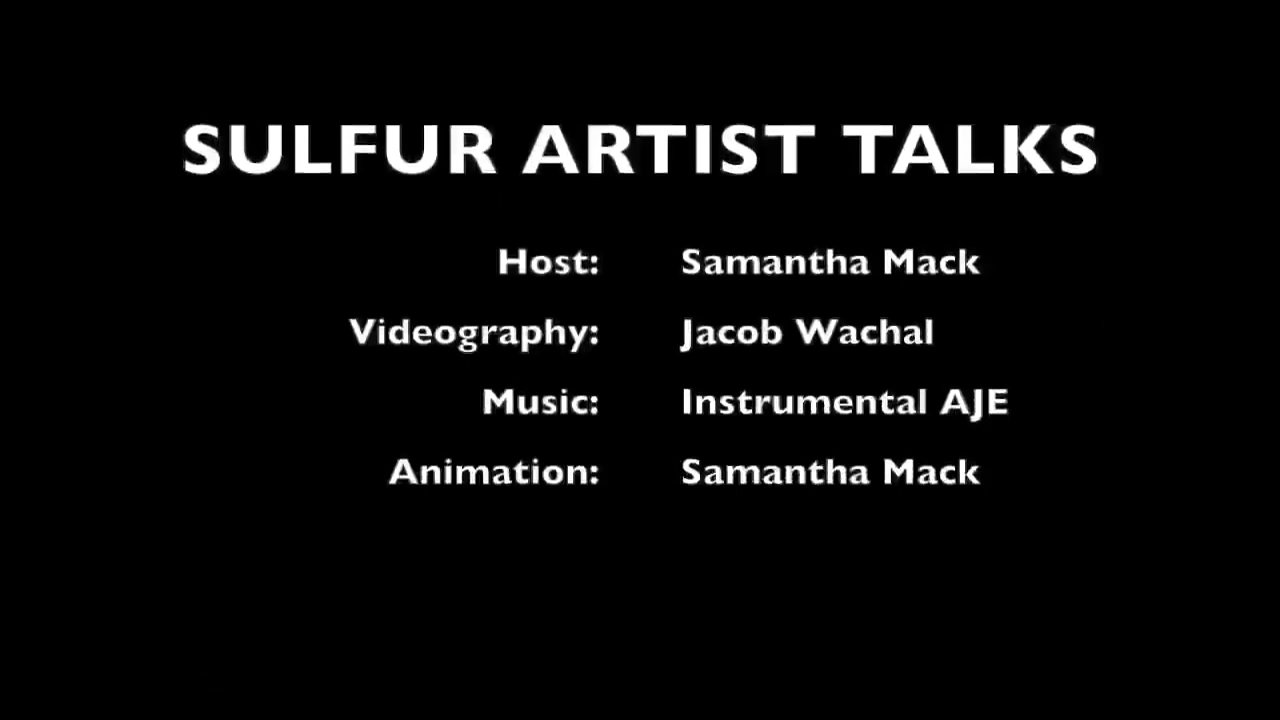 SULFUR ARTIST TALKS
Host: Samantha Mack
Videography: Jacob Wachal
Music: Instrumental AJE
Animation: Samantha Mack